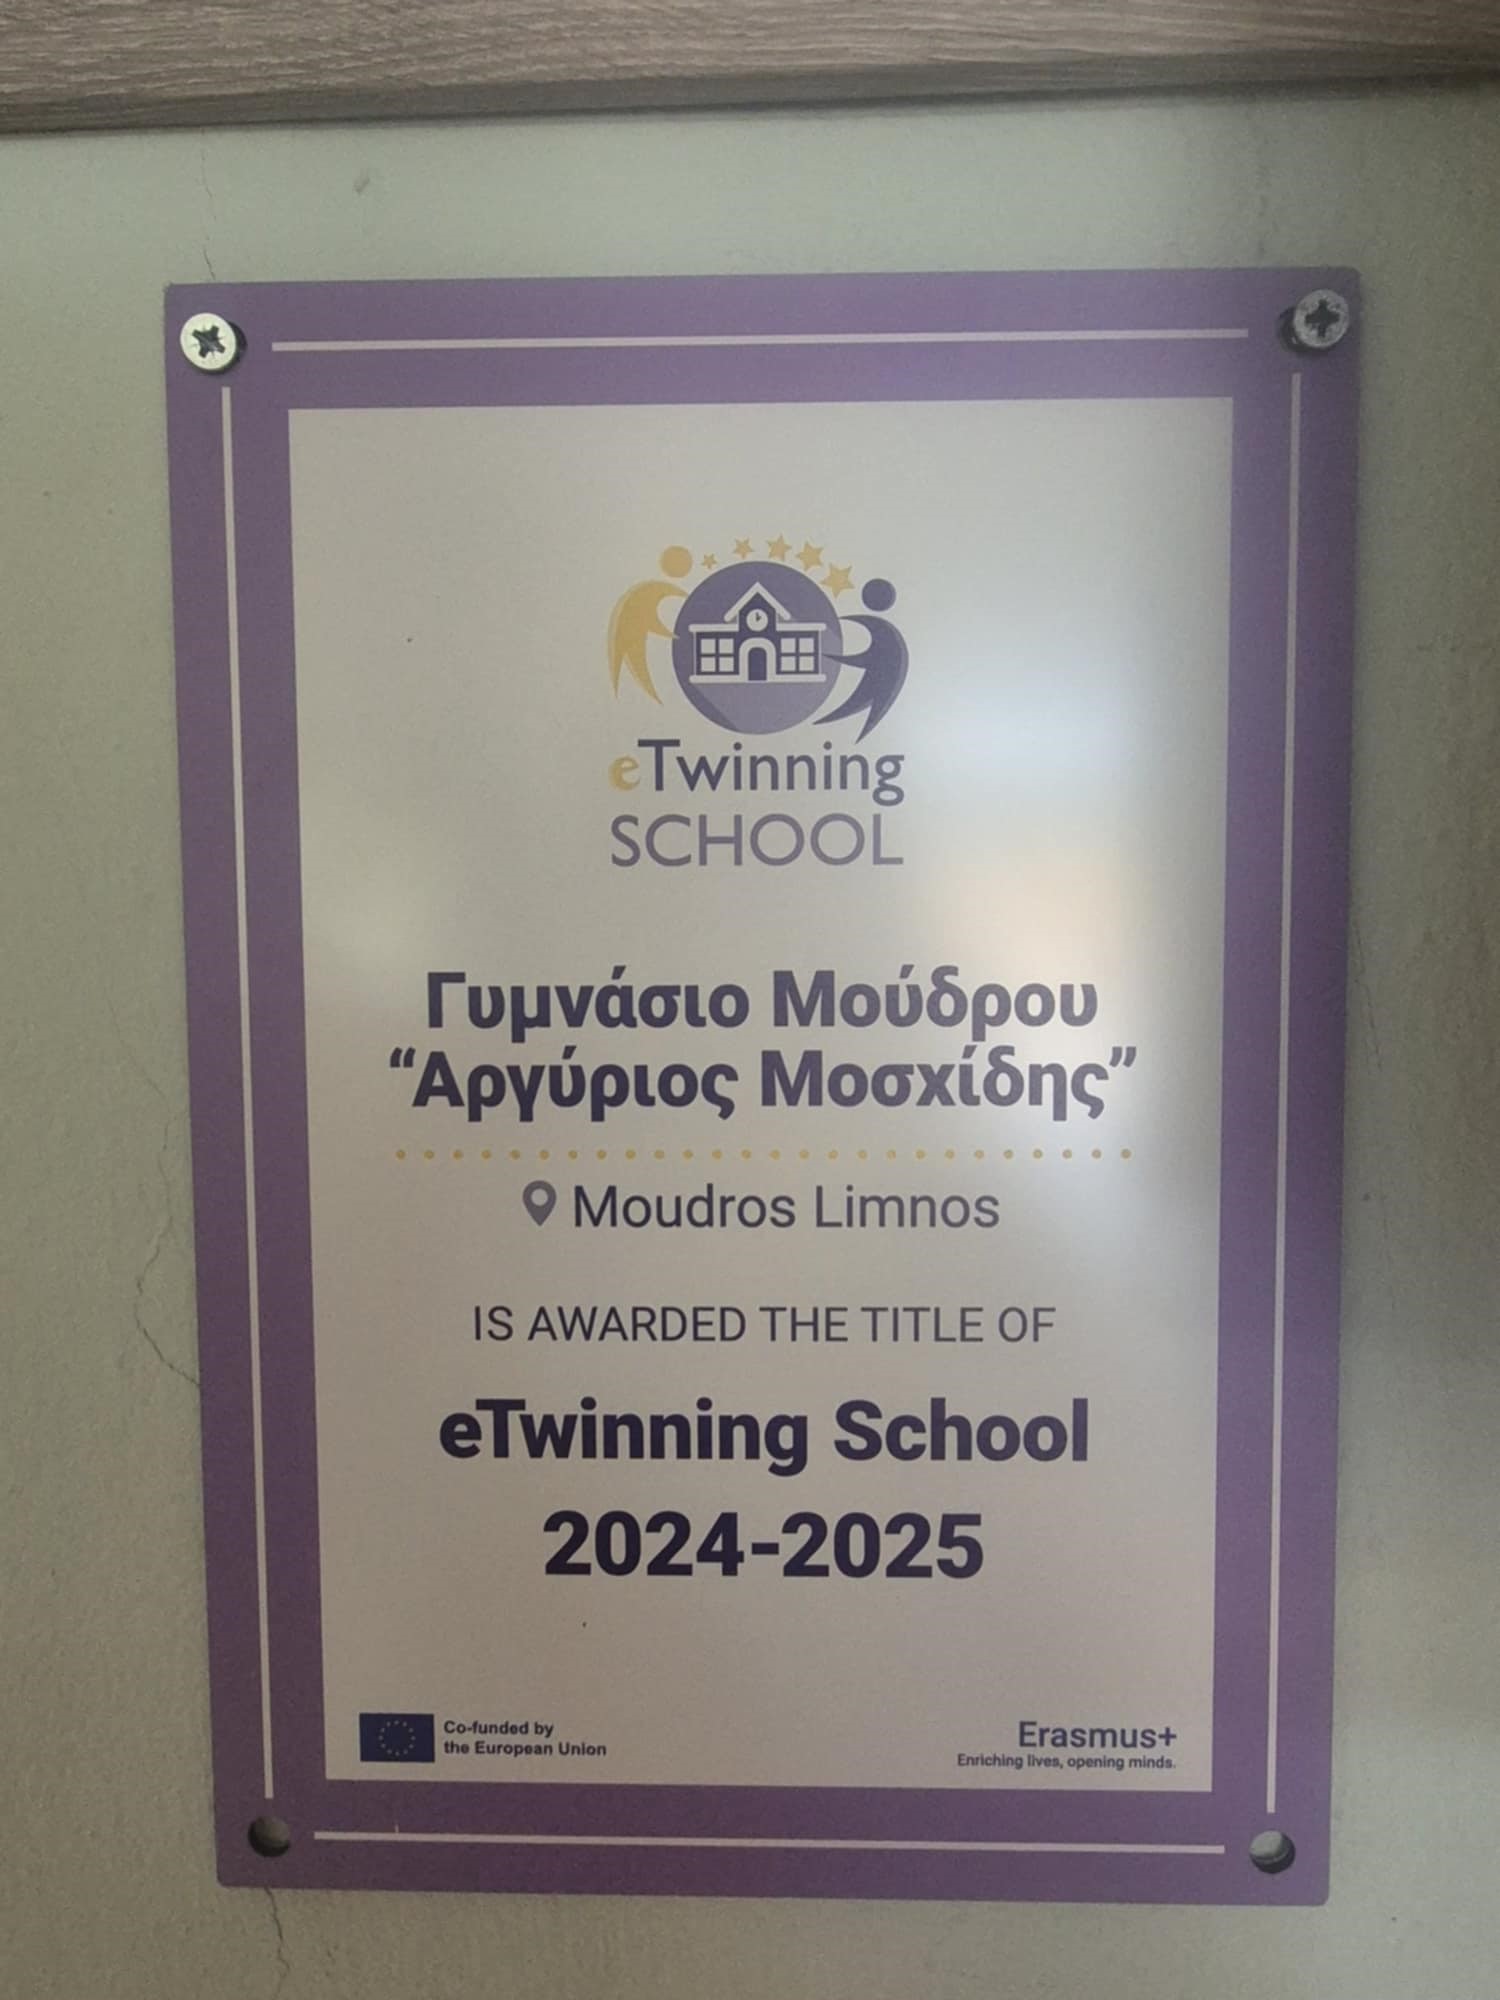 eTwinning
SCHOOL
Γυμνάσιο Μούδρου
“Αργύριος Μοσχίδης”
Moudros Limnos
IS AWARDED THE TITLE OF
eTwinning School
2024-2025
Co-funded by
the European Union
Erasmus+
Enriching lives, opening minds.